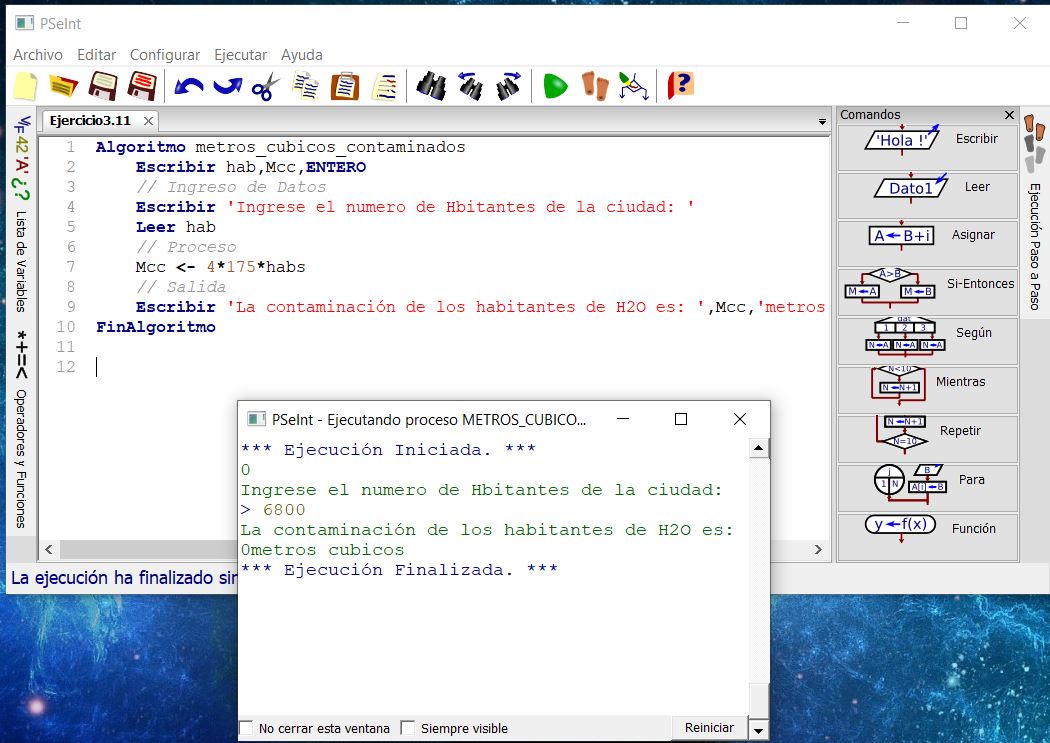 PSeInt
Archivo Editar Configurar Ejecutar Ayuda
Ejercicio3.11
1 Algoritmo metros_cubicos_contaminados
2 Escribir hab,Mcc,ENTERO
3 // Ingreso de Datos
4 Escribir 'Ingrese el numero de Hbitantes de la ciudad: '
5 Leer hab
6 // Proceso
7 Mcc <- 4*175*habs
8 // Salida
9 Escribir 'La contaminación de los habitantes de H2O es: ',Mcc,'metros
10 FinAlgoritmo
11
12
La ejecución ha finalizado sin
Lista de Variables
Operadores y Funciones
PSeInt - Ejecutando proceso METROS_CUBICO...
*** Ejecución Iniciada. ***
0
Ingrese el numero de Hbitantes de la ciudad:
> 6800
La contaminación de los habitantes de H2O es:
0metros cubicos
*** Ejecución Finalizada. ***
No cerrar esta ventana
Siempre visible
Reiniciar
Comandos
'Hola !' Escribir
Dato1 Leer
A←B+i Asignar
A>B
M←A M←B Si-Entonces
dat
1 2 3
N←A N←A N←A Según
N<10
N←N+1 Mientras
N←N+1
N=10 Repetir
i
1 N
B
A[i]←B Para
y←f(x) Función
Ejecución Paso a Paso